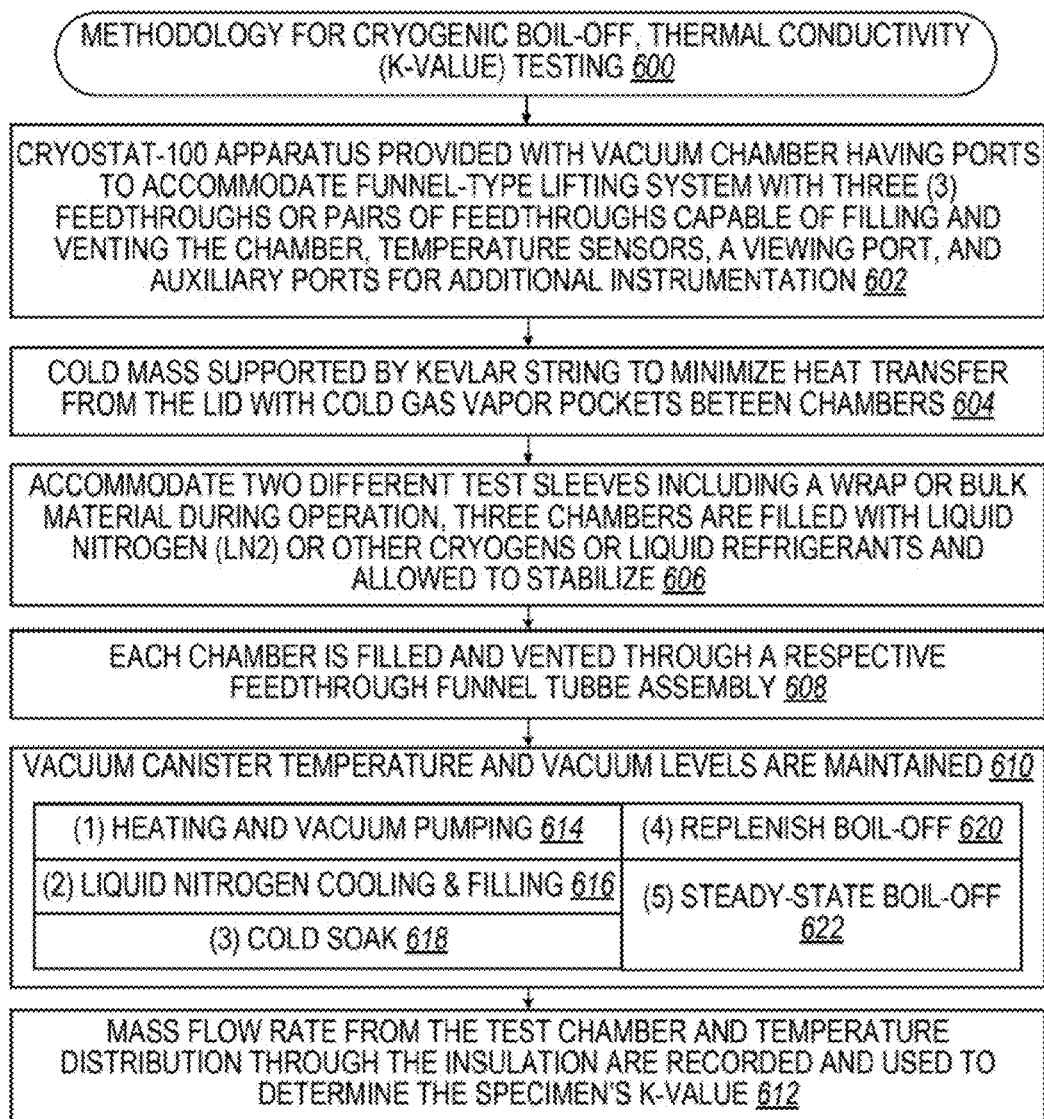 METHODOLOGY FOR CRYOGENIC BOIL-OFF, THERMAL CONDUCTIVITY
(K-VALUE) TESTING 600
CRYOSTAT-100 APPARATUS PROVIDED WITH VACUUM CHAMBER HAVING PORTS
TO ACCOMMODATE FUNNEL-TYPE LIFTING SYSTEM WITH THREE (3)
FEEDTHROUGHS OR PAIRS OF FEEDTHROUGHS CAPABLE OF FILLING AND
VENTING THE CHAMBER, TEMPERATURE SENSORS, A VIEWING PORT, AND
AUXILIARY PORTS FOR ADDITIONAL INSTRUMENTATION 602
COLD MASS SUPPORTED BY KEVLAR STRING TO MINIMIZE HEAT TRANSFER
FROM THE LID WITH COLD GAS VAPOR POCKETS BETEEN CHAMBERS 604
ACCOMMODATE TWO DIFFERENT TEST SLEEVES INCLUDING A WRAP OR BULK
MATERIAL DURING OPERATION, THREE CHAMBERS ARE FILLED WITH LIQUID
NITROGEN (LN2) OR OTHER CRYOGENS OR LIQUID REFRIGERANTS AND
ALLOWED TO STABILIZE 606
EACH CHAMBER IS FILLED AND VENTED THROUGH A RESPECTIVE
FEEDTHROUGH FUNNEL TUBBE ASSEMBLY 608
VACUUM CANISTER TEMPERATURE AND VACUUM LEVELS ARE MAINTAINED 610
(1) HEATING AND VACUUM PUMPING 614
(2) LIQUID NITROGEN COOLING & FILLING 616
(3) COLD SOAK 618
(4) REPLENISH BOIL-OFF 620
(5) STEADY-STATE BOIL-OFF
622
MASS FLOW RATE FROM THE TEST CHAMBER AND TEMPERATURE
DISTRIBUTION THROUGH THE INSULATION ARE RECORDED AND USED TO
DETERMINE THE SPECIMEN'S K-VALUE 612